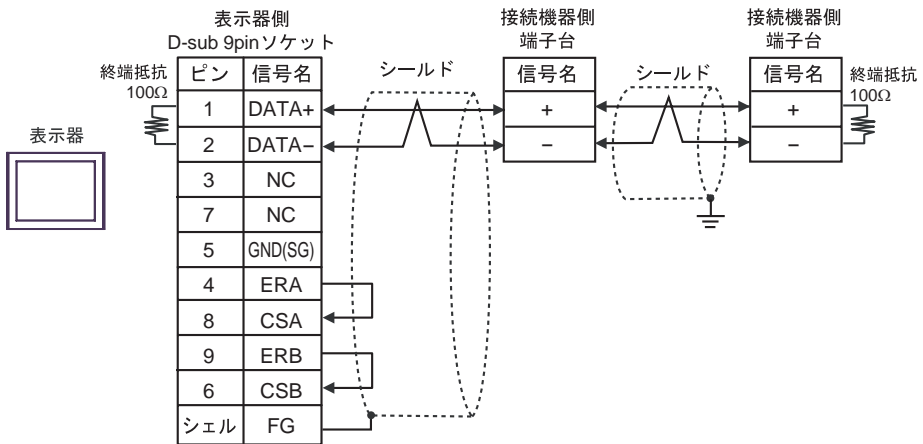 表示器側
D-sub 9pinソケット
接続機器側
端子台
接続機器側
端子台
終端抵抗
100Ω
ピン 信号名
シールド
信号名
シールド
信号名
終端抵抗
100Ω
1 DATA+
+
+
2 DATA−
−
−
表示器
3 NC
7 NC
5 GND(SG)
4 ERA
8 CSA
9 ERB
6 CSB
シェル FG